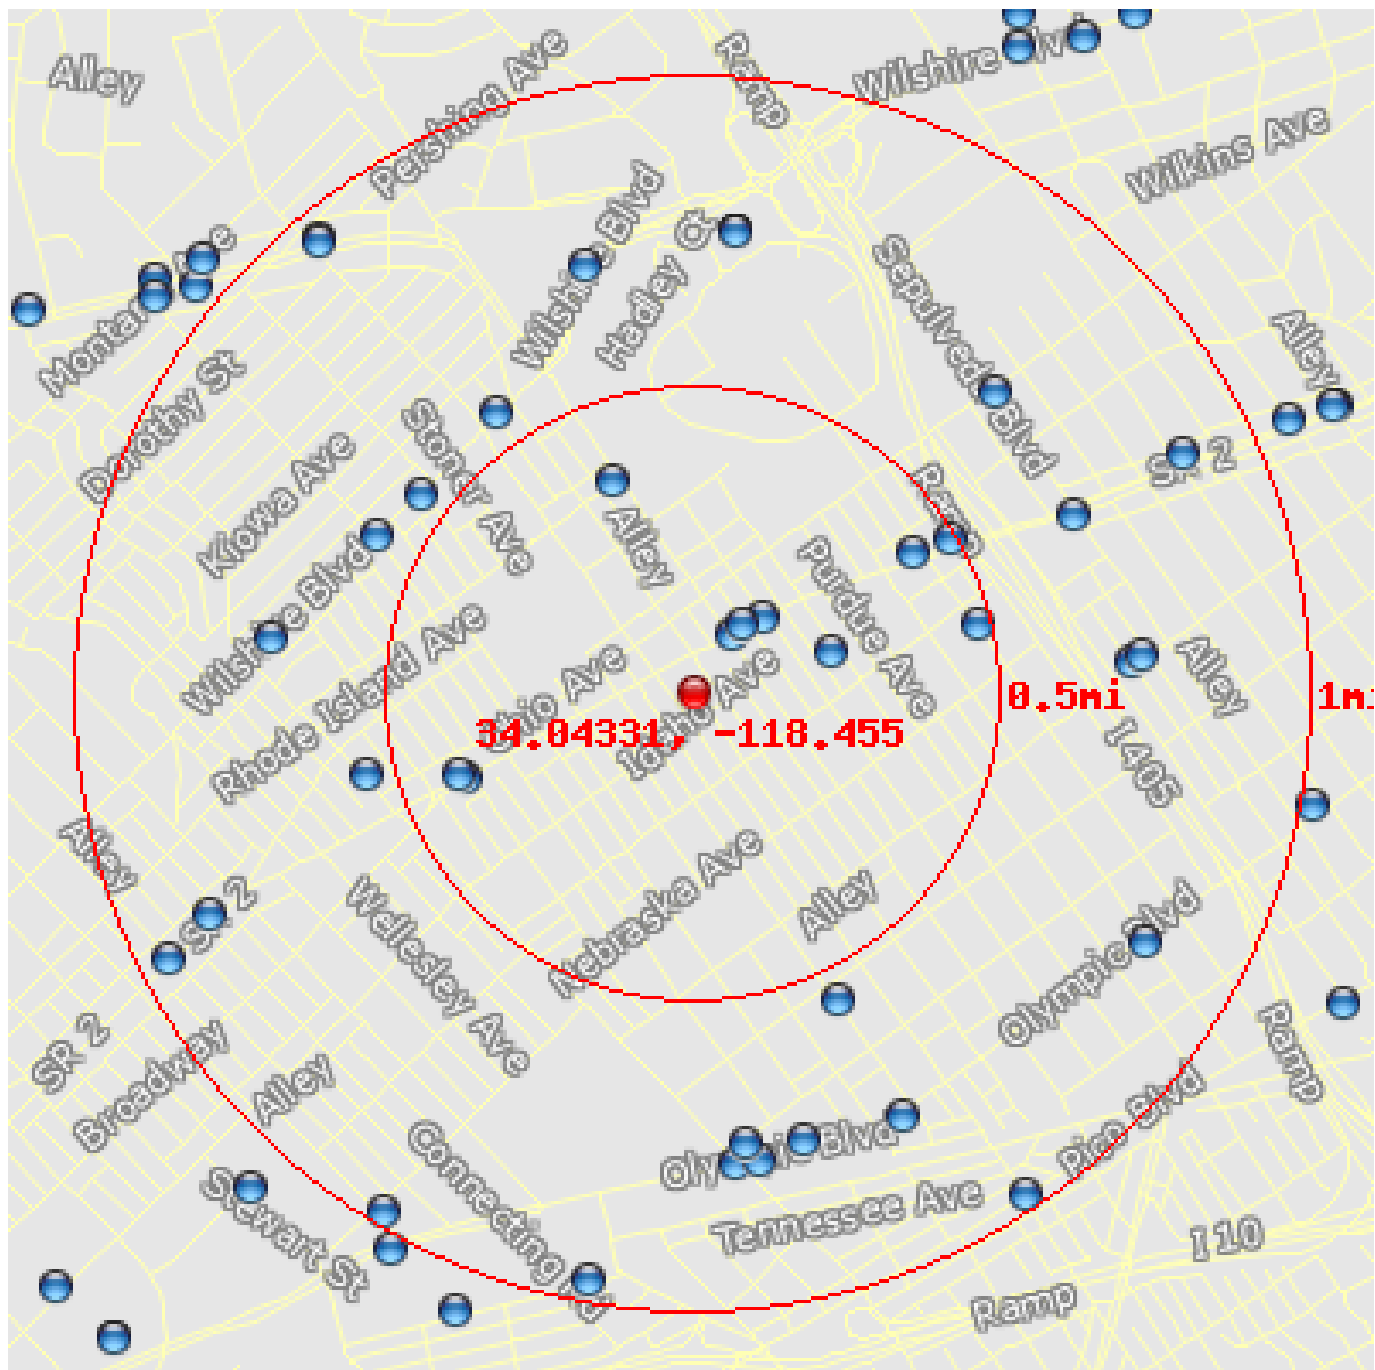 Alley
Pershing Ave
Ramp
Wilshire Blvd
Wilkins Ave
Wilshire Blvd
Hadley Ct
Montana Ave
Sepulveda Blvd
Alley
Dorothy St
Kiowa Ave
Stoner Ave
SR 2
Ramp
Alley
Purdue Ave
Wilshire Blvd
Rhode Island Ave
Ohio Ave
Idaho Ave
Alley
0.5mi
1mi
34.04331, -118.455
I 405
Alley
SR 2
Wellesley Ave
Nebraska Ave
Alley
Olympic Blvd
SR 2
Broadway
Alley
Ramp
Pico Blvd
Connecting Rd
Olympic Blvd
Stewart St
Tennessee Ave
I 10
Ramp